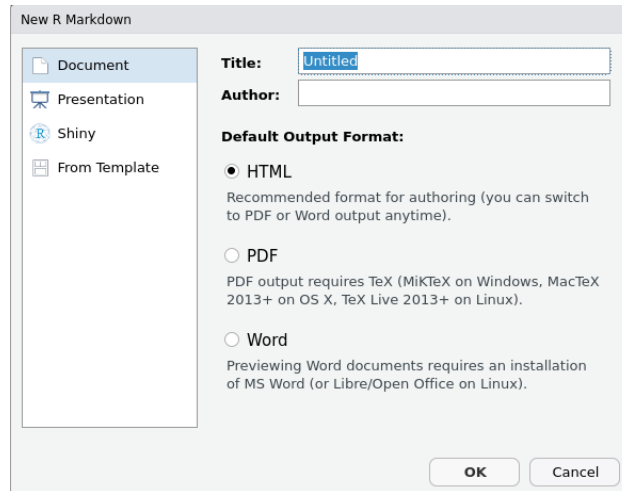 New R Markdown
Document
Presentation
Shiny
From Template
Title:
Untitled
Author:
Default Output Format:
HTML
Recommended format for authoring (you can switch
to PDF or Word output anytime).
PDF
PDF output requires TeX (MiKTeX on Windows, MacTeX
2013+ on OS X, TeX Live 2013+ on Linux).
Word
Previewing Word documents requires an installation
of MS Word (or Libre/Open Office on Linux).
OK
Cancel